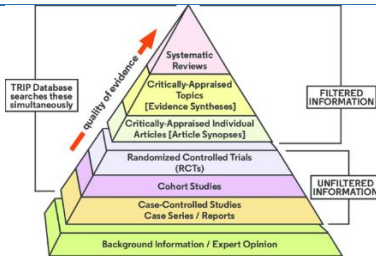 Systematic
Reviews
TRIP Database
searches these
simultaneously
quality of evidence
Critically-Appraised
Topics
[Evidence Syntheses]
FILTERED
INFORMATION
Critically-Appraised Individual
Articles [Article Synopses]
Randomized Controlled Trials
(RCTs)
UNFILTERED
INFORMATION
Cohort Studies
Case-Controlled Studies
Case Series / Reports
Background Information / Expert Opinion